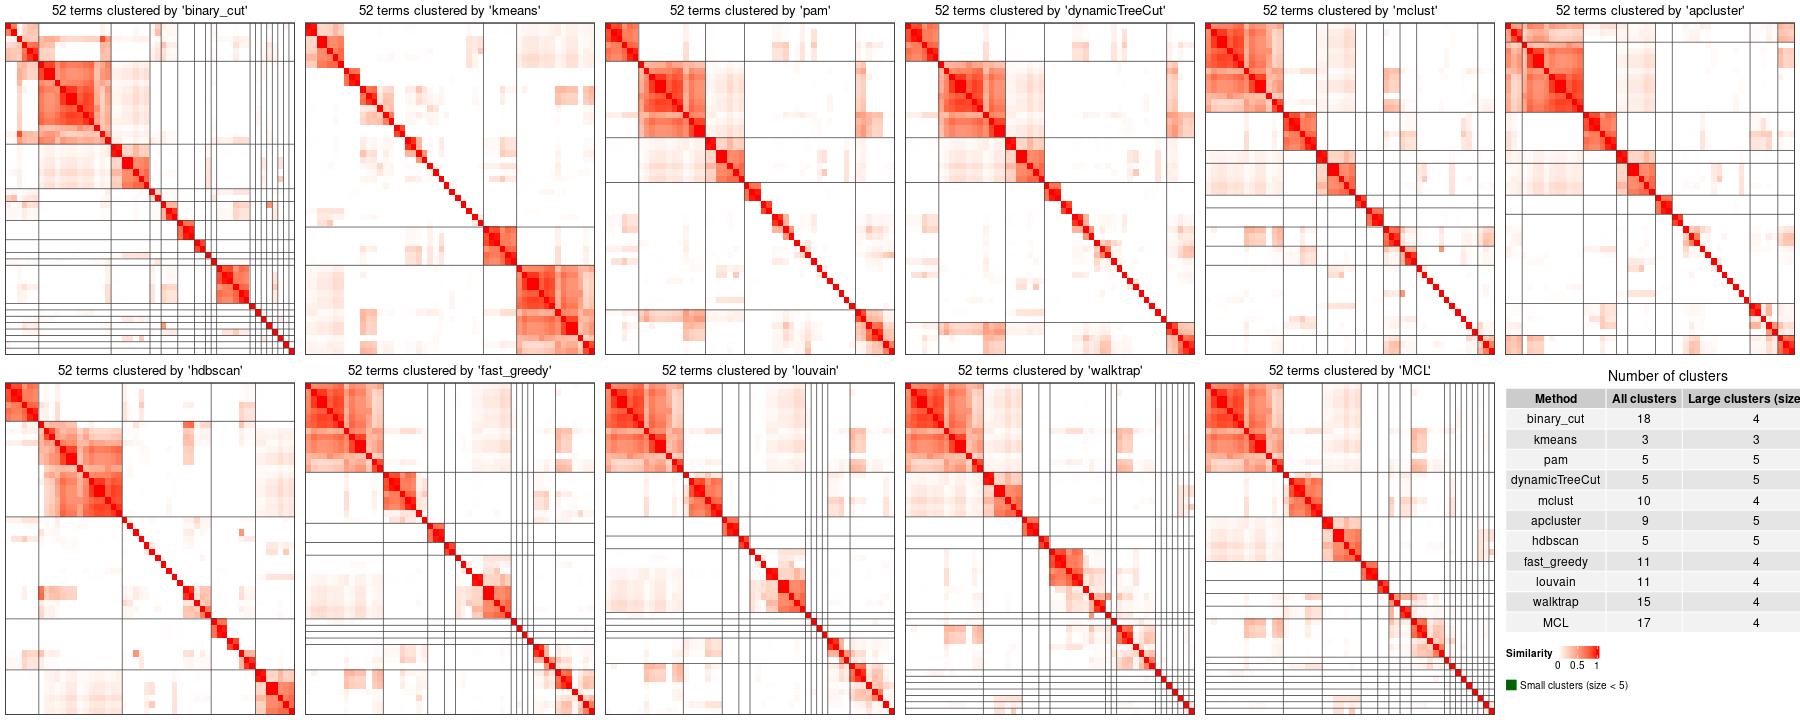 52 terms clustered by 'binary_cut'
52 terms clustered by 'kmeans'
52 terms clustered by 'pam'
52 terms clustered by 'dynamicTreeCut'
52 terms clustered by 'mclust'
52 terms clustered by 'apcluster'
52 terms clustered by 'hdbscan'
52 terms clustered by 'fast_greedy'
52 terms clustered by 'louvain'
52 terms clustered by 'walktrap'
52 terms clustered by 'MCL'
Number of clusters
Method All clusters Large clusters (size
binary_cut 18 4
kmeans 3 3
pam 5 5
dynamicTreeCut 5 5
mclust 10 4
apcluster 9 5
hdbscan 5 5
fast_greedy 11 4
louvain 11 4
walktrap 15 4
MCL 17 4
Similarity
0 0.5 1
Small clusters (size < 5)